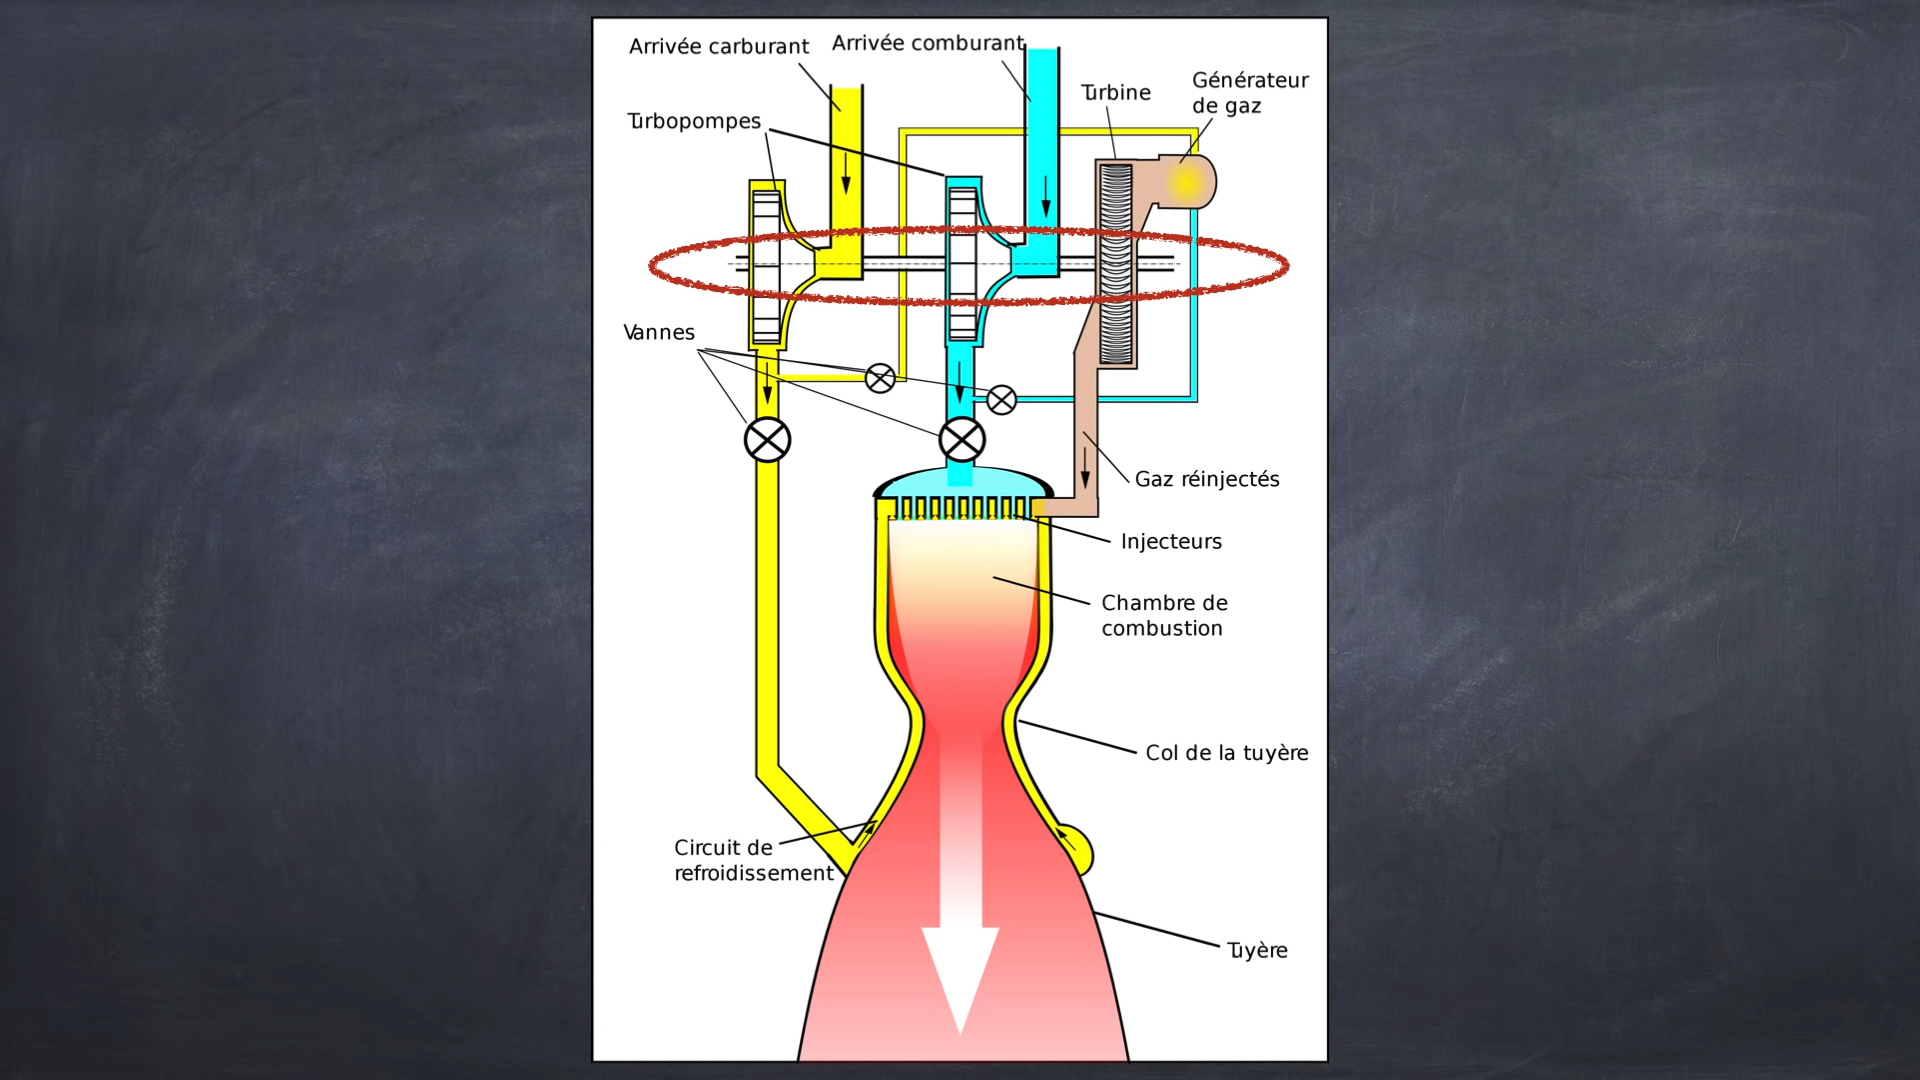 Arrivée carburant
Arrivée comburant
Turbine
Générateur
de gaz
Turbopompes
Vannes
Gaz réinjectés
Injecteurs
Chambre de
combustion
Col de la tuyère
Circuit de
refroidissement
Tuyère